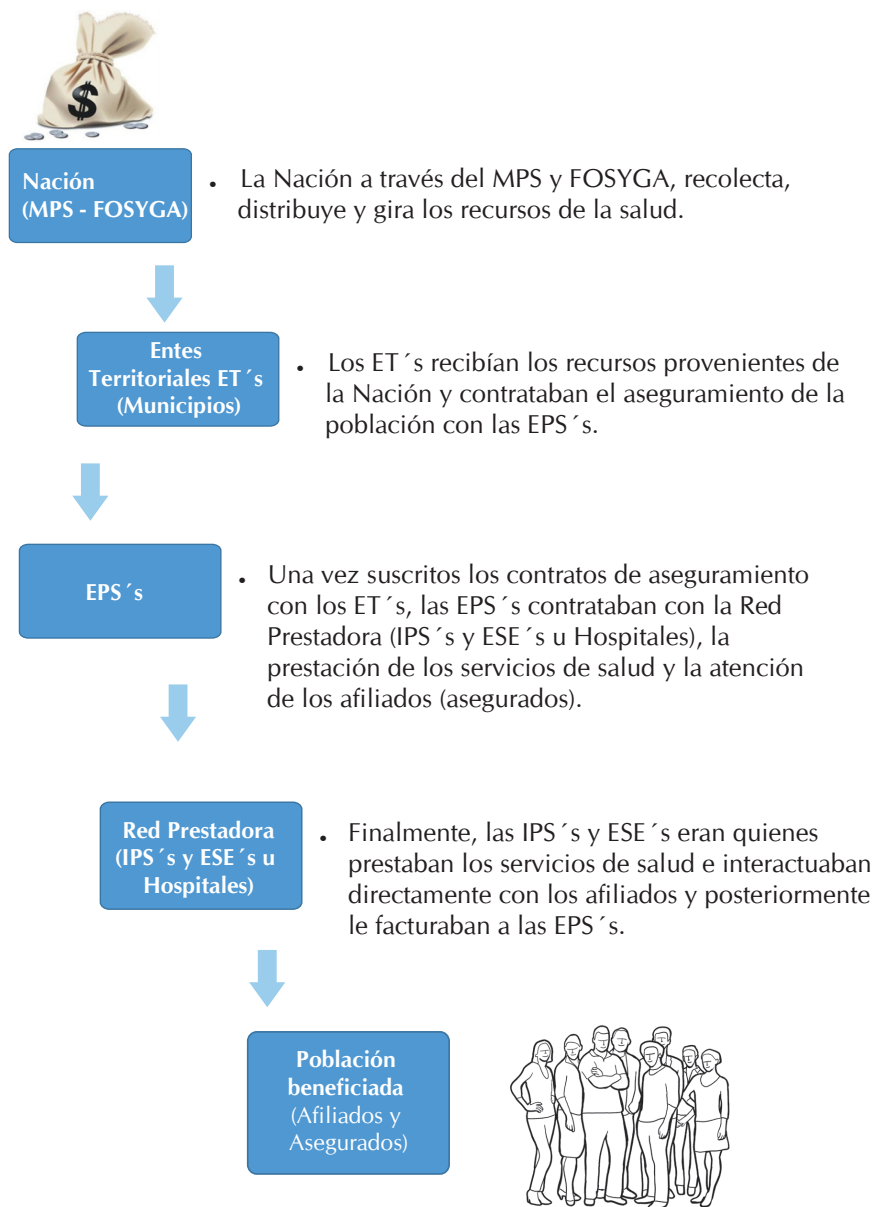 $
Nación
(MPS - FOSYGA)
. La Nación a través del MPS y FOSYGA, recolecta,
distribuye y gira los recursos de la salud.
Entes
Territoriales ET´s
(Municipios)
. Los ET´s recibían los recursos provenientes de
la Nación y contrataban el aseguramiento de la
población con las EPS´s.
EPS´s
. Una vez suscritos los contratos de aseguramiento
con los ET´s, las EPS´s contrataban con la Red
Prestadora (IPS´s y ESE´s u Hospitales), la
prestación de los servicios de salud y la atención
de los afiliados (asegurados).
Red Prestadora
(IPS´s y ESE´s u
Hospitales)
. Finalmente, las IPS´s y ESE´s eran quienes
prestaban los servicios de salud e interactuaban
directamente con los afiliados y posteriormente
le facturaban a las EPS´s.
Población
beneficiada
(Afiliados y
Asegurados)